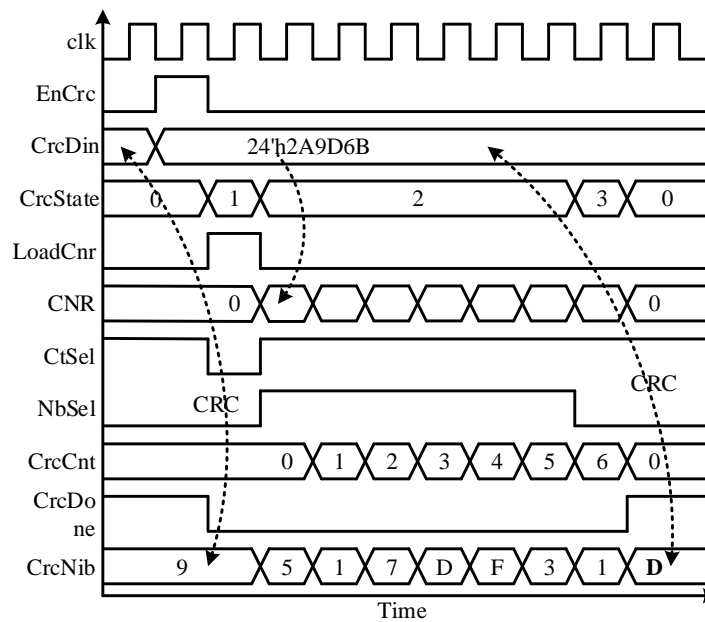 clk
EnCrc
CrcDin 24'h2A9D6B
CrcState 0 1 2 3 0
LoadCnr
CNR 0 0
CtSel
NbSel CRC CRC
CrcCnt 0 1 2 3 4 5 6 0
CrcDo
ne
CrcNib 9 5 1 7 D F 3 1 D
Time